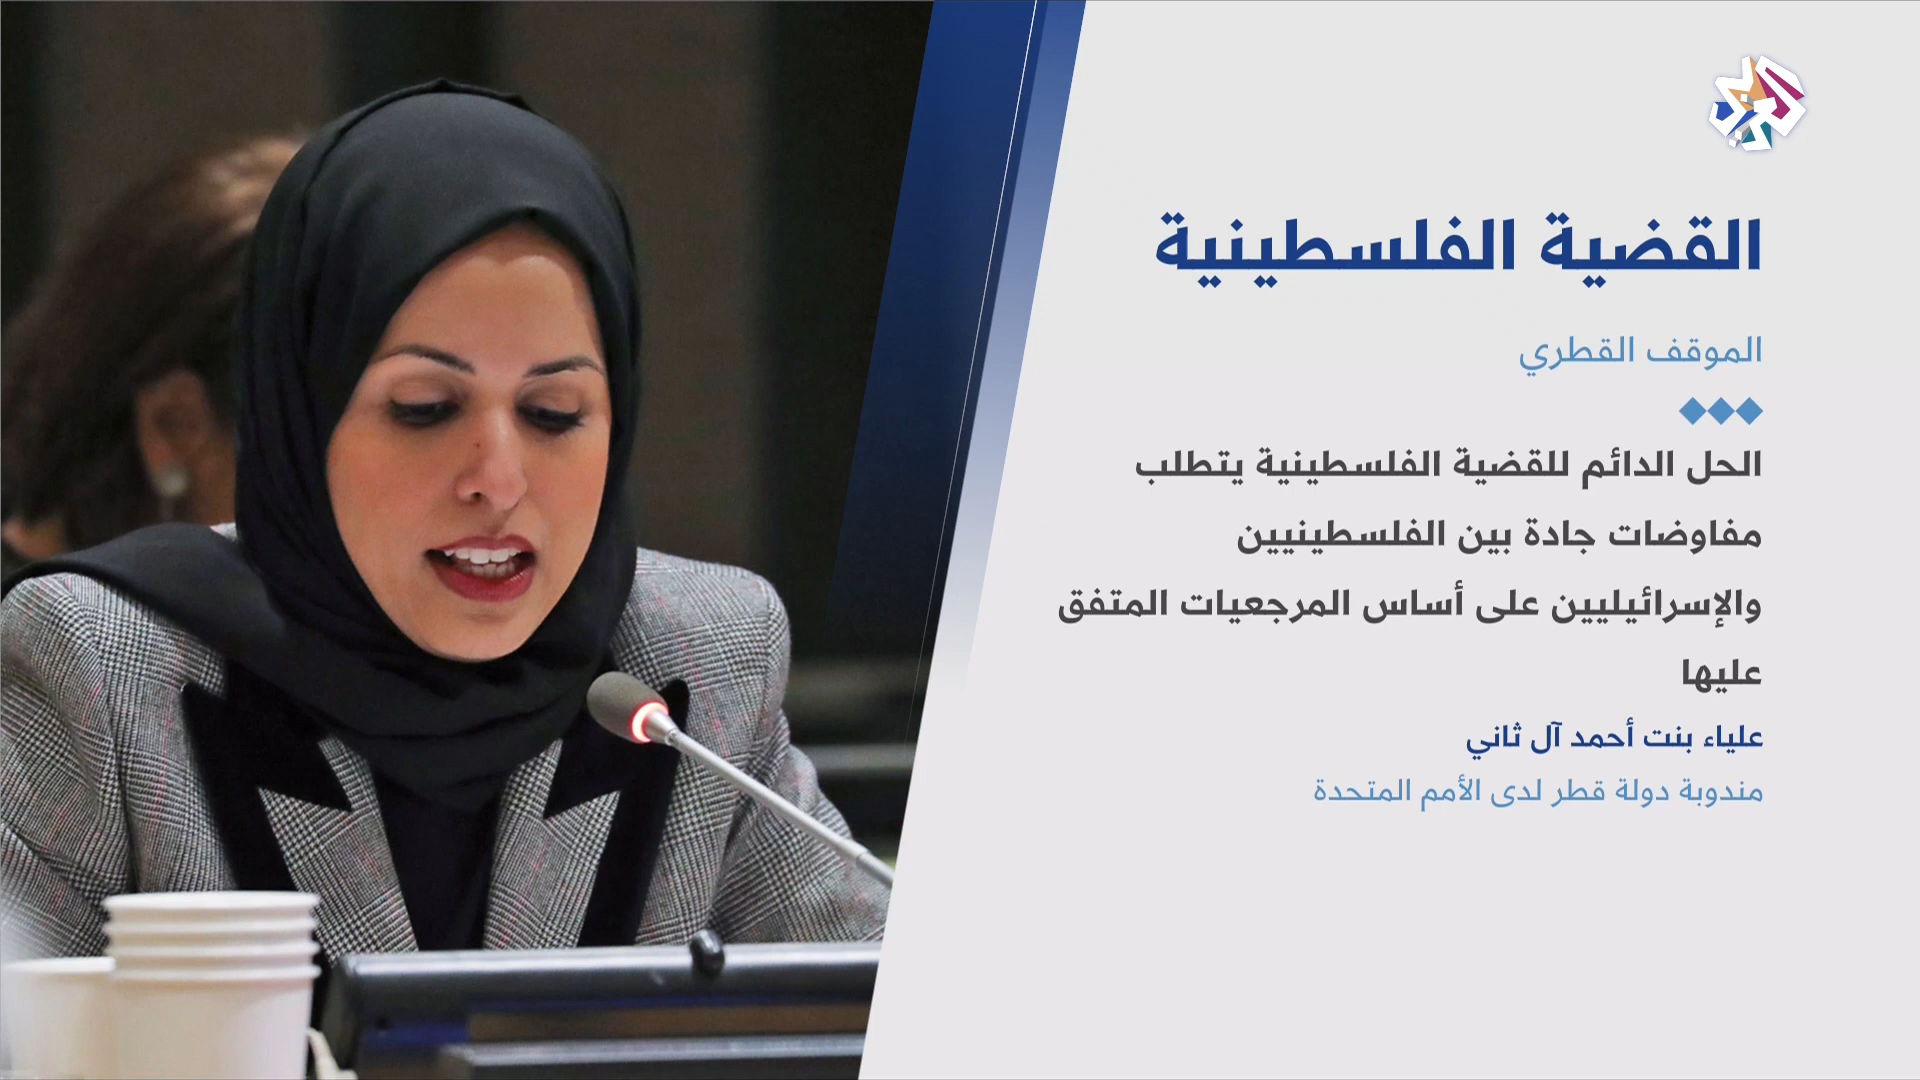 القضية الفلسطينية
الموقف القطري
الحل الدائم للقضية الفلسطينية يتطلب
مفاوضات جادة بين الفلسطينيين
والإسرائيليين على أساس المرجعيات المتفق
عليها
علياء بنت أحمد آل ثاني
مندوبة دولة قطر لدى الأمم المتحدة